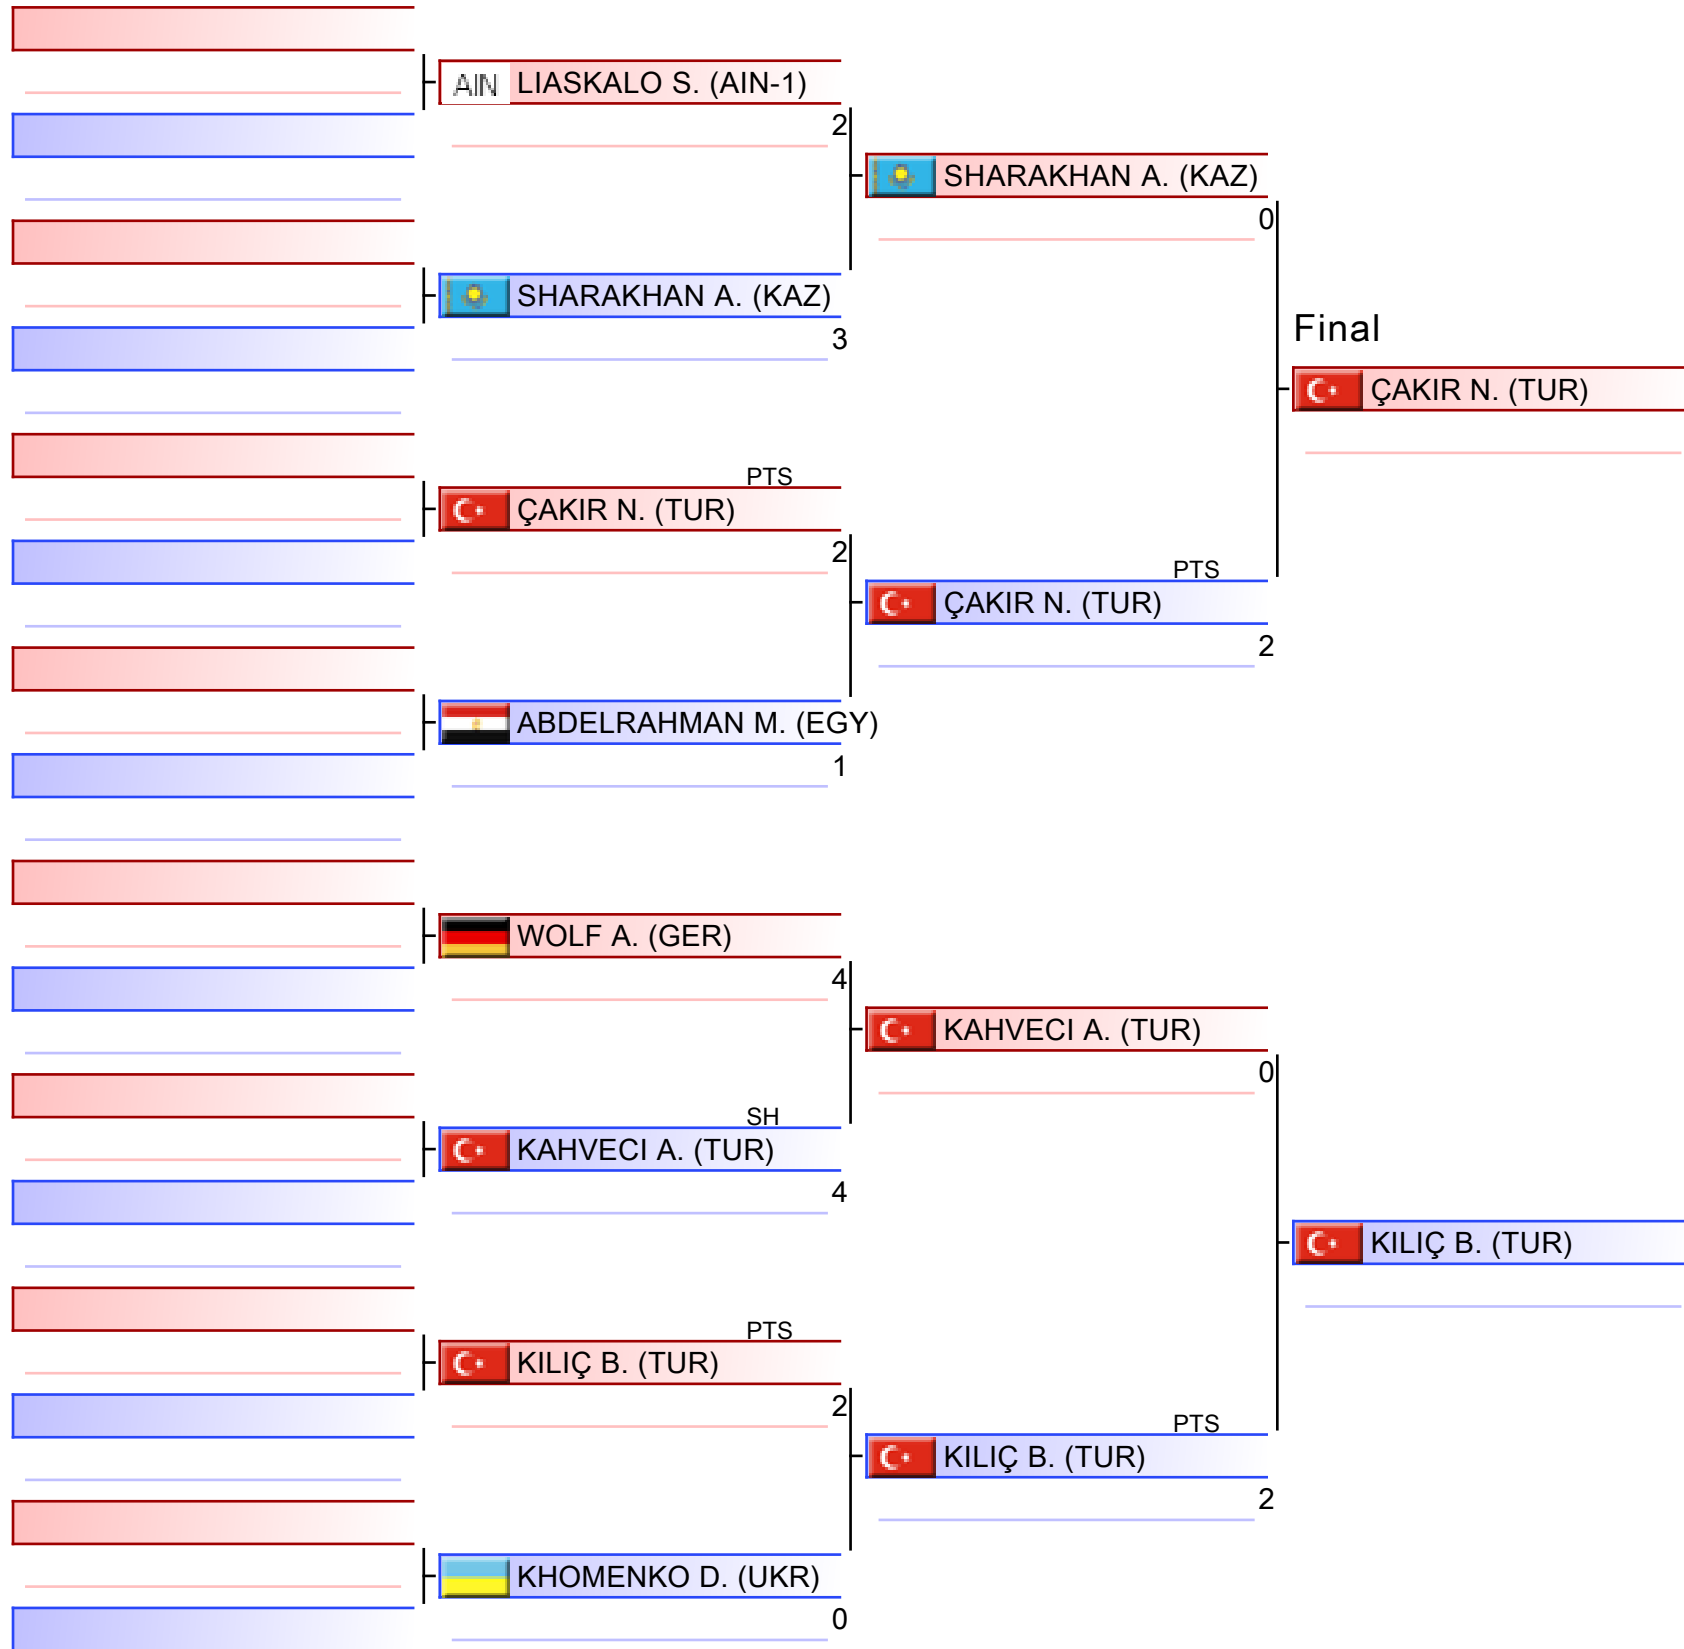 AIN LIASKALO S. (AIN-1)
2
SHARAKHAN A. (KAZ)
0
SHARAKHAN A. (KAZ)
3
Final
ÇAKIR N. (TUR)
PTS
ÇAKIR N. (TUR)
2
PTS
ÇAKIR N. (TUR)
2
ABDELRAHMAN M. (EGY)
1
WOLF A. (GER)
4
KAHVECI A. (TUR)
0
SH
KAHVECI A. (TUR)
4
KILIÇ B. (TUR)
PTS
KILIÇ B. (TUR)
2
PTS
KILIÇ B. (TUR)
2
KHOMENKO D. (UKR)
0